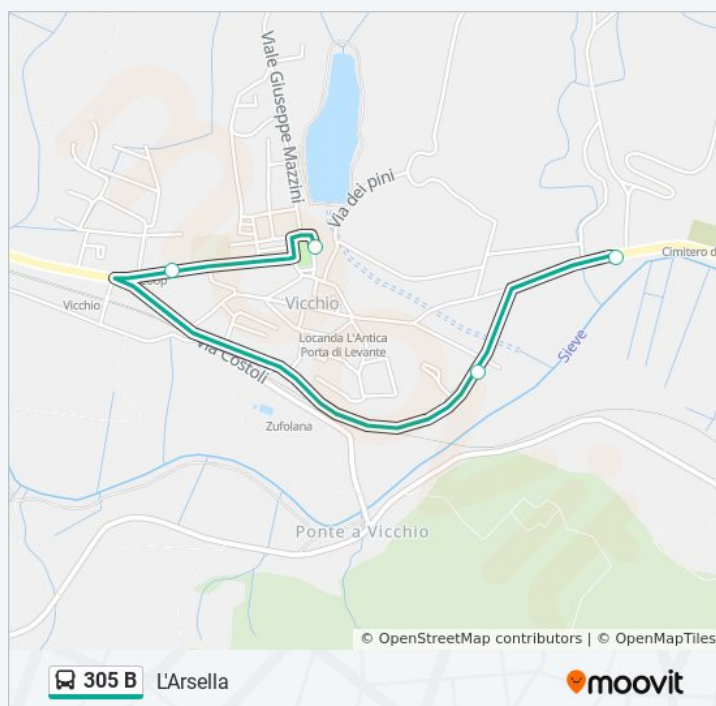 Viale Giuseppe Mazzini
Via dei pini
Cimitero d
Coop
Vicchio
Vicchio
Locanda L'Antica
Porta di Levante
Sieve
Via Costoli
Zufolana
Ponte a Vicchio
© OpenStreetMap contributors | © OpenMapTiles
305 B L'Arsella
moovit